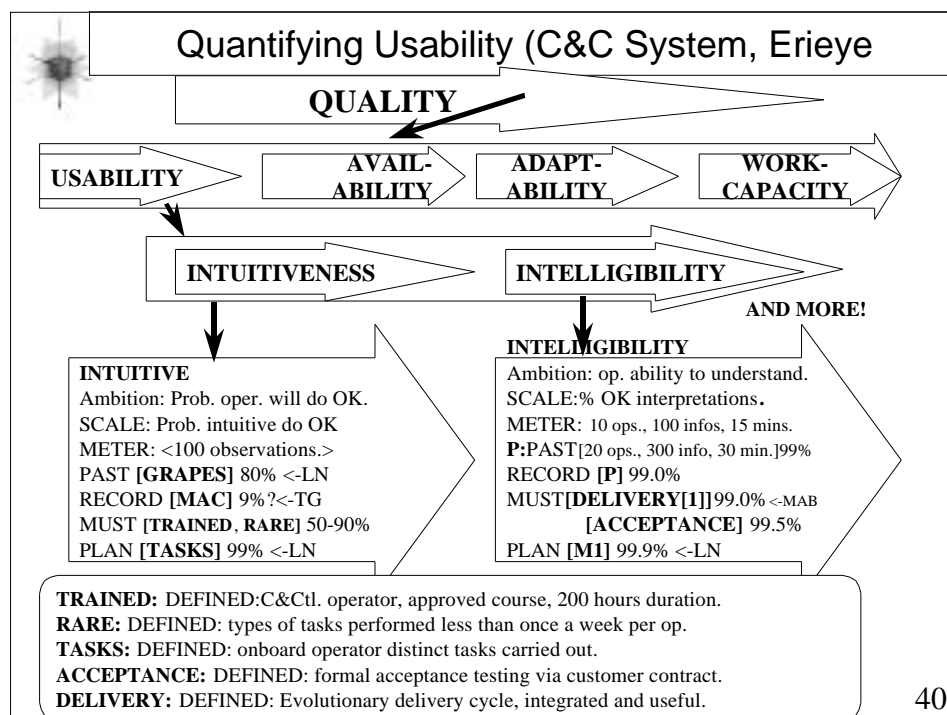 Quantifying Usability (C&C System, Erieye
QUALITY
USABILITY
AVAIL-
ABILITY
ADAPT-
ABILITY
WORK-
CAPACITY
INTUITIVENESS
INTELLIGIBILITY
AND MORE!
INTUITIVE
Ambition: Prob. oper. will do OK.
SCALE: Prob. intuitive do OK
METER: <100 observations.>
PAST [GRAPES] 80% <-LN
RECORD [MAC] 9%?<-TG
MUST [TRAINED, RARE] 50-90%
PLAN [TASKS] 99% <-LN
INTELLIGIBILITY
Ambition: op. ability to understand.
SCALE:% OK interpretations.
METER: 10 ops., 100 infos, 15 mins.
P:PAST[20 ops., 300 info, 30 min.]99%
RECORD [P] 99.0%
MUST[DELIVERY[1]]99.0% <-MAB
[ACCEPTANCE] 99.5%
PLAN [M1] 99.9% <-LN
TRAINED: DEFINED:C&Ctl. operator, approved course, 200 hours duration.
RARE: DEFINED: types of tasks performed less than once a week per op.
TASKS: DEFINED: onboard operator distinct tasks carried out.
ACCEPTANCE: DEFINED: formal acceptance testing via customer contract.
DELIVERY: DEFINED: Evolutionary delivery cycle, integrated and useful.
40